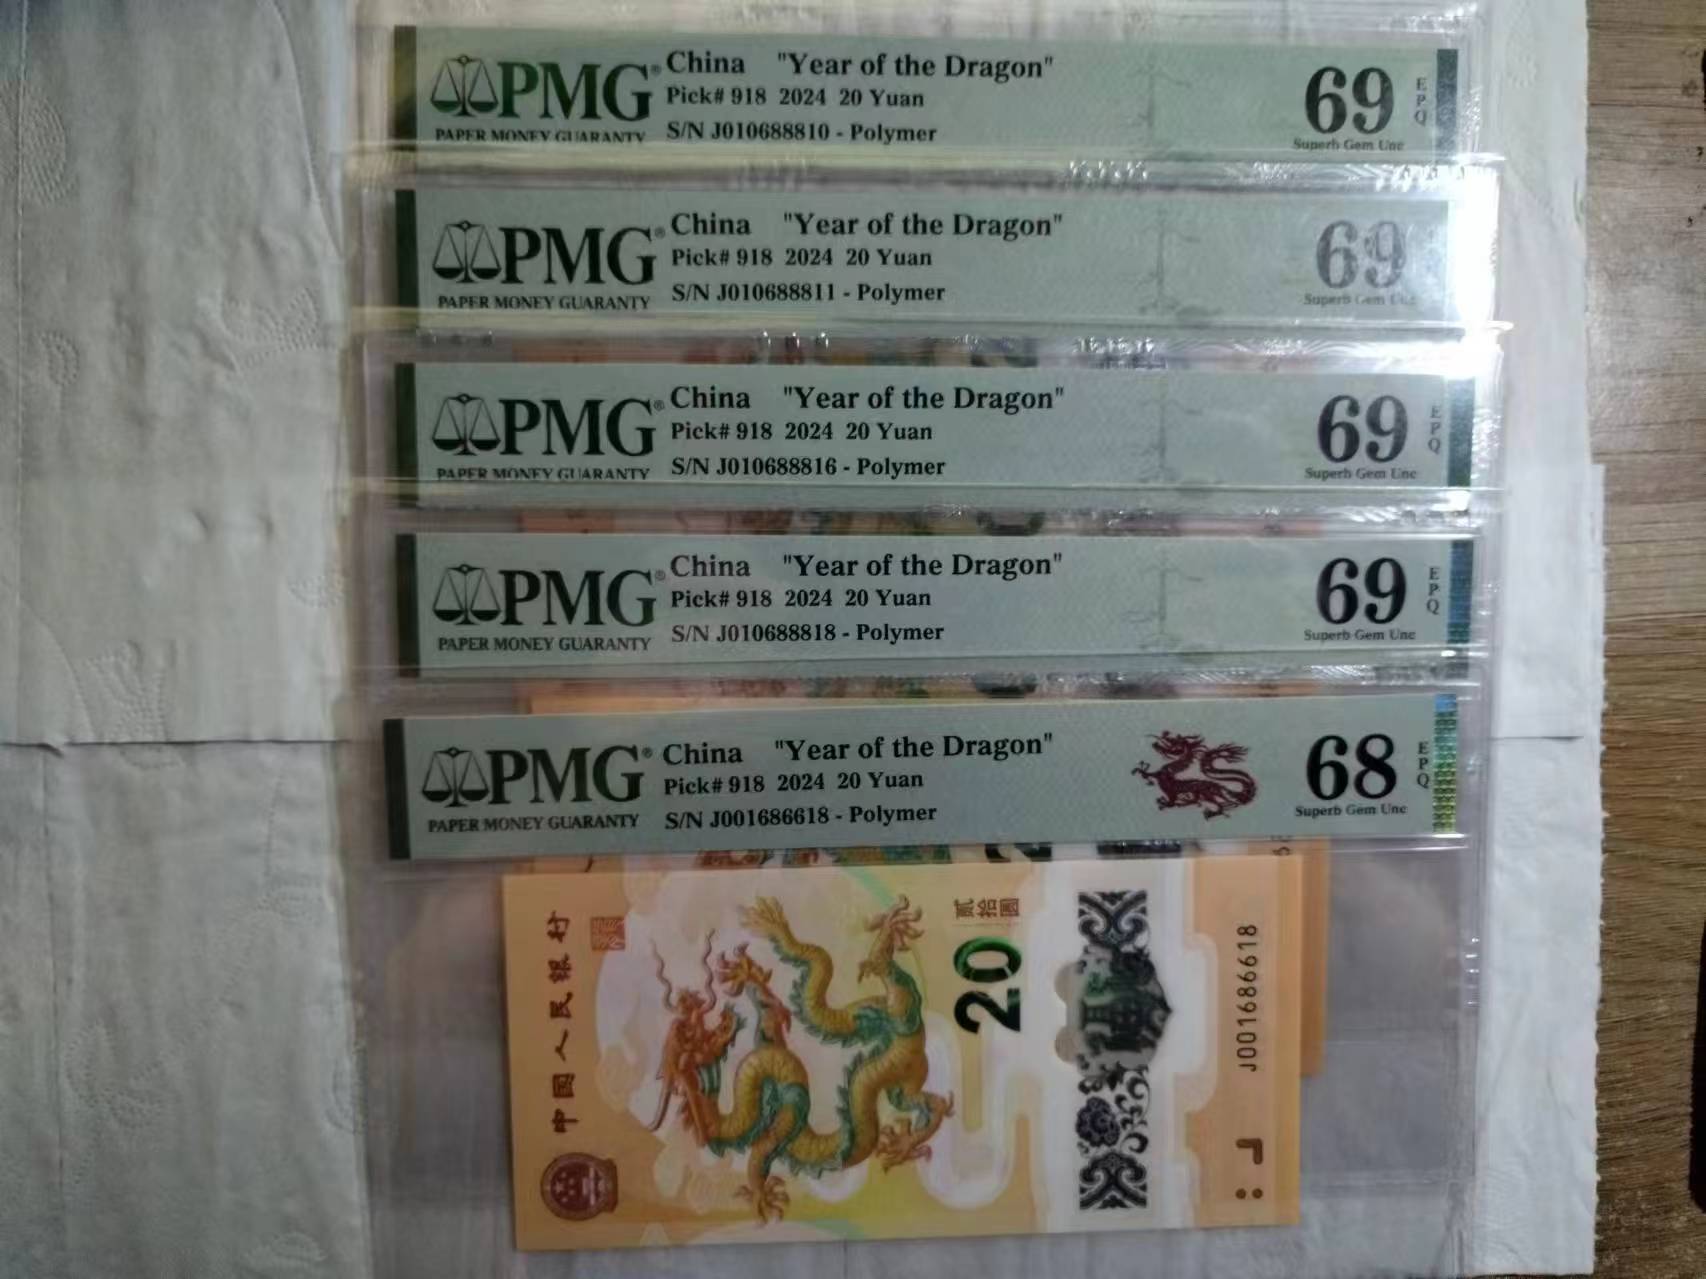 PMG®
PAPER MONEY GUARANTY
China "Year of the Dragon"
Pick# 918 2024 20 Yuan
S/N J010688810 - Polymer
69
EPQ
Superb Gem Unc
PMG®
PAPER MONEY GUARANTY
China "Year of the Dragon"
Pick# 918 2024 20 Yuan
S/N J010688811 - Polymer
69
Superb Gem Unc
PMG®
PAPER MONEY GUARANTY
China "Year of the Dragon"
Pick# 918 2024 20 Yuan
S/N J010688816 - Polymer
69
EPQ
Superb Gem Unc
PMG®
PAPER MONEY GUARANTY
China "Year of the Dragon"
Pick# 918 2024 20 Yuan
S/N J010688818 - Polymer
69
EPQ
Superb Gem Unc
PMG®
PAPER MONEY GUARANTY
China "Year of the Dragon"
Pick# 918 2024 20 Yuan
S/N J001686618 - Polymer
68
EPQ
Superb Gem Unc
中國人民银行
贰拾圆
20
J001686618